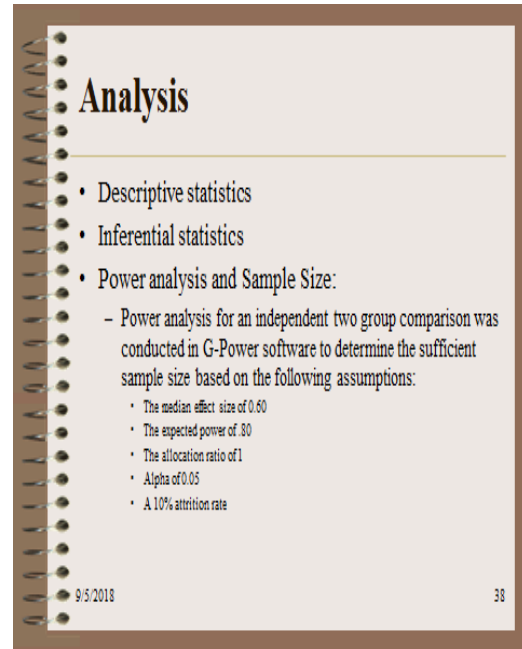 Analysis
• Descriptive statistics
• Inferential statistics
• Power analysis and Sample Size:
– Power analysis for an independent two group comparison was
conducted in G-Power software to determine the sufficient
sample size based on the following assumptions:
• The median effect size of 0.60
• The expected power of .80
• The allocation ratio of 1
• Alpha of 0.05
• A 10% attrition rate
9/5/2018
38